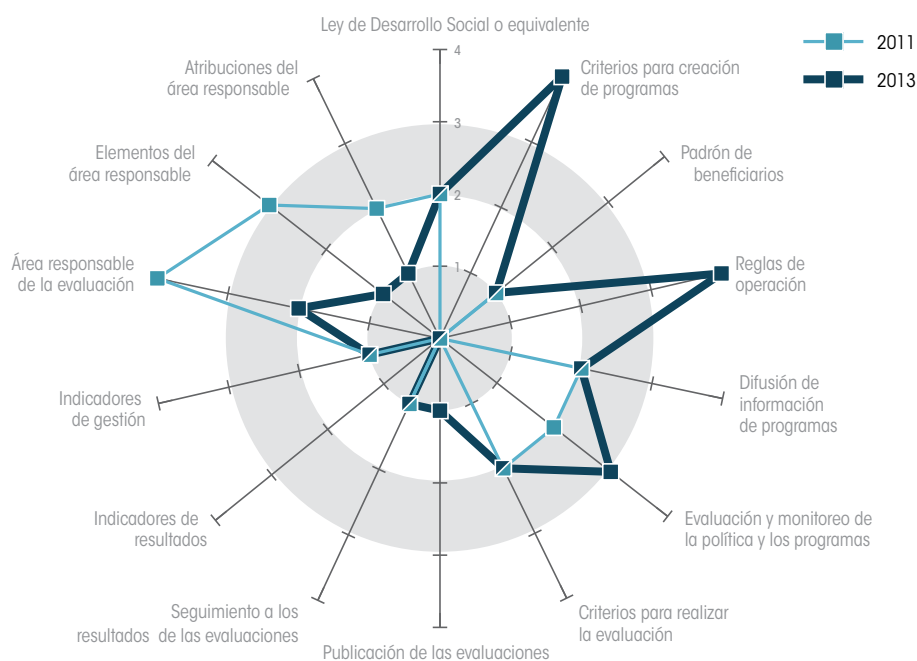 Ley de Desarrollo Social o equivalente
4
3
2
1
2011
2013
Criterios para creación
de programas
Padrón de
beneficiarios
Reglas de
operación
Difusión de
información
de programas
Evaluación y monitoreo de
la política y los programas
Criterios para realizar
la evaluación
Publicación de las evaluaciones
Seguimiento a los
resultados de las evaluaciones
Indicadores de
resultados
Indicadores
de gestión
Área responsable
de la evaluación
Elementos del
área responsable
Atribuciones del
área responsable